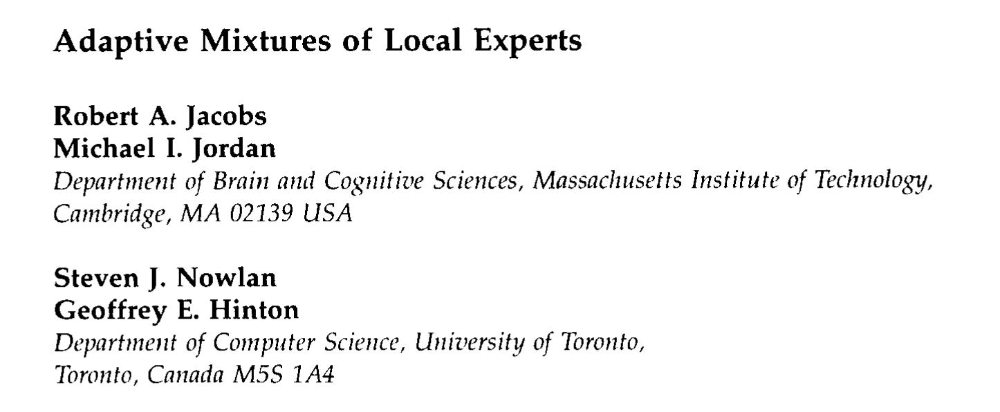 Adaptive Mixtures of Local Experts
Robert A. Jacobs
Michael I. Jordan
Department of Brain and Cognitive Sciences, Massachusetts Institute of Technology,
Cambridge, MA 02139 USA
Steven J. Nowlan
Geoffrey E. Hinton
Department of Computer Science, University of Toronto,
Toronto, Canada M5S 1A4